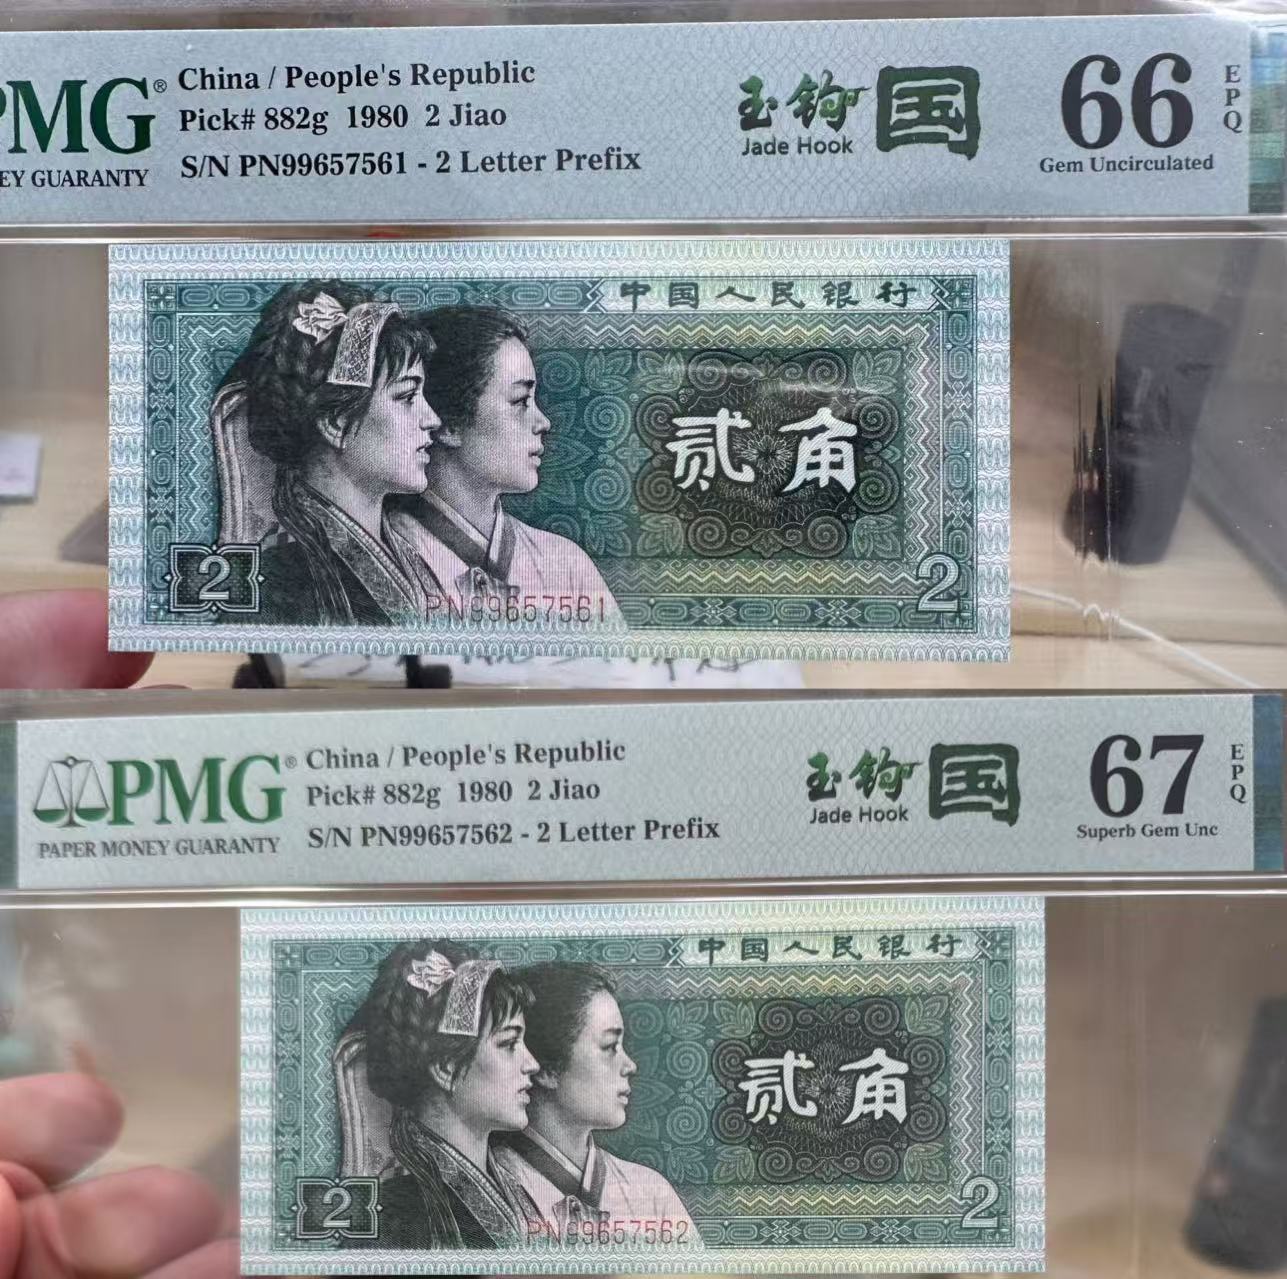 PMG®
EY GUARANTY
China / People's Republic
Pick# 882g 1980 2 Jiao
S/N PN99657561 - 2 Letter Prefix
玉钩
Jade Hook
国
66
EPQ
Gem Uncirculated
中国人民银行
贰角
2
2
PN99657561
PMG®
PAPER MONEY GUARANTY
China / People's Republic
Pick# 882g 1980 2 Jiao
S/N PN99657562 - 2 Letter Prefix
玉钩
Jade Hook
国
67
EPQ
Superb Gem Unc
中国人民银行
贰角
2
2
PN99657562